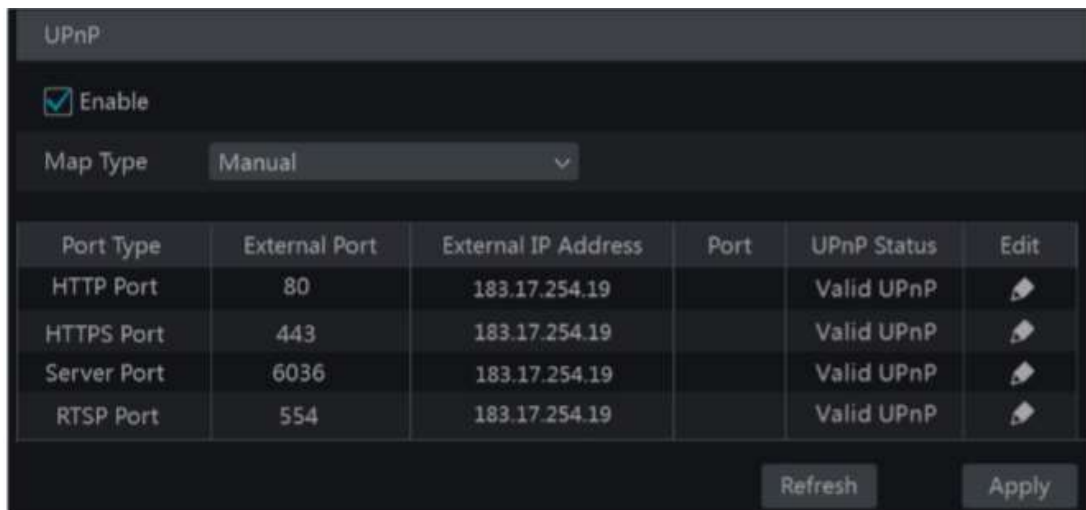 UPnP
Enable
Map Type Manual
Port Type External Port External IP Address Port UPnP Status Edit
HTTP Port 80 183.17.254.19 Valid UPnP
HTTPS Port 443 183.17.254.19 Valid UPnP
Server Port 6036 183.17.254.19 Valid UPnP
RTSP Port 554 183.17.254.19 Valid UPnP
Refresh Apply